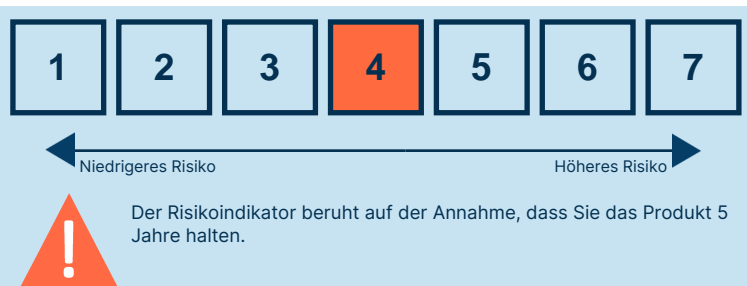 1 2 3 4 5 6 7
Niedrigeres Risiko Höheres Risiko
! Der Risikoindikator beruht auf der Annahme, dass Sie das Produkt 5
Jahre halten.